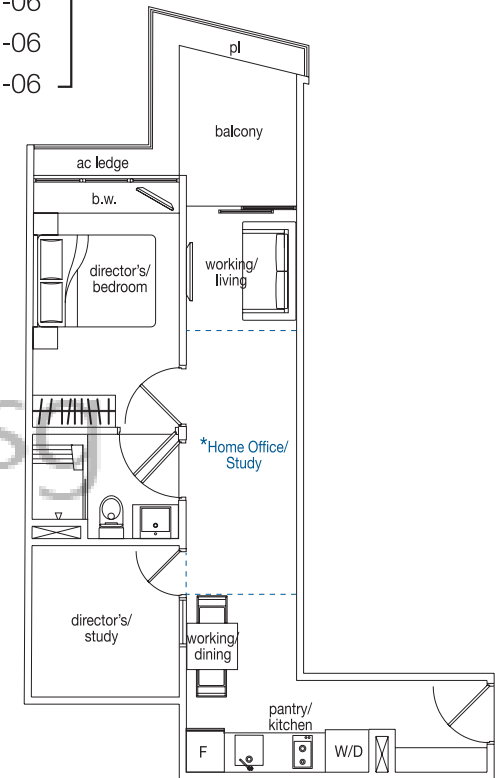 -06
-06
-06
pl
balcony
ac ledge
b.w.
director's/
bedroom
working/
living
*Home Office/
Study
sg
director's/
study
working/
dining
pantry/
kitchen
F
W/D